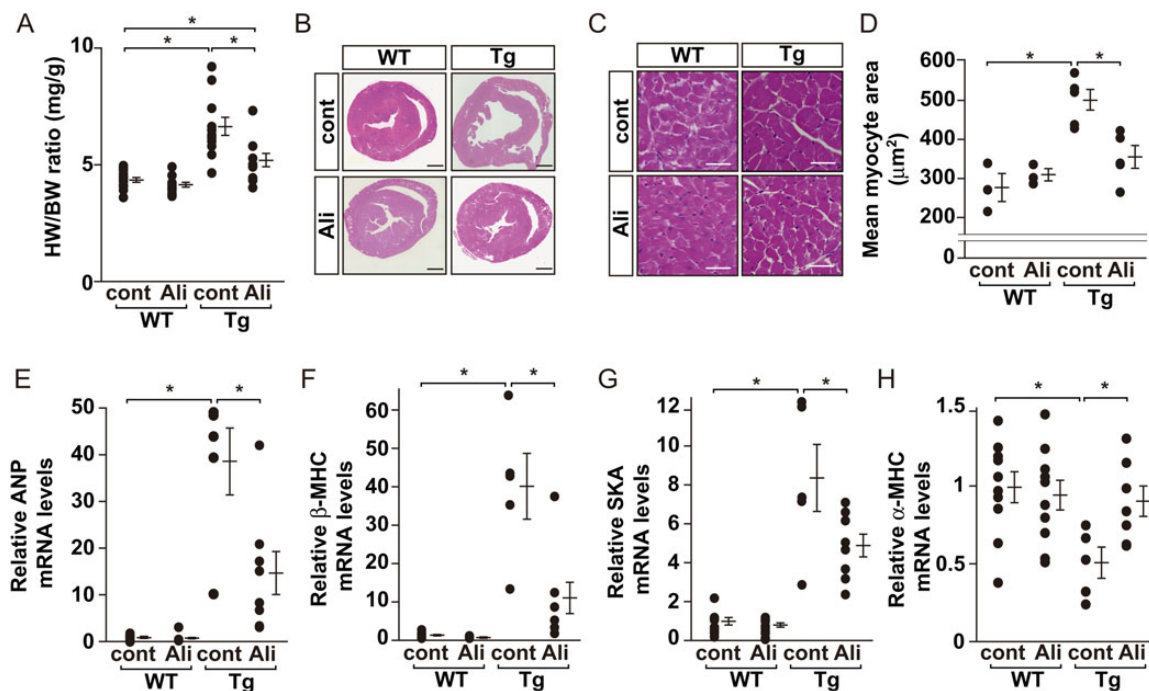 A
HW/BW ratio (mg/g)
10
5
0
*
*
*
cont Ali cont Ali
WT Tg
B
WT Tg
cont
Ali
C
WT Tg
cont
Ali
D
Mean myocyte area
(μm²)
600
500
400
300
200
0
*
*
cont Ali cont Ali
WT Tg
E
Relative ANP
mRNA levels
50
40
30
20
10
0
*
*
cont Ali cont Ali
WT Tg
F
Relative β-MHC
mRNA levels
60
50
40
30
20
10
0
*
*
cont Ali cont Ali
WT Tg
G
Relative SKA
mRNA levels
12
10
8
6
4
2
0
*
*
cont Ali cont Ali
WT Tg
H
Relative α-MHC
mRNA levels
1.5
1
0.5
0
*
*
cont Ali cont Ali
WT Tg